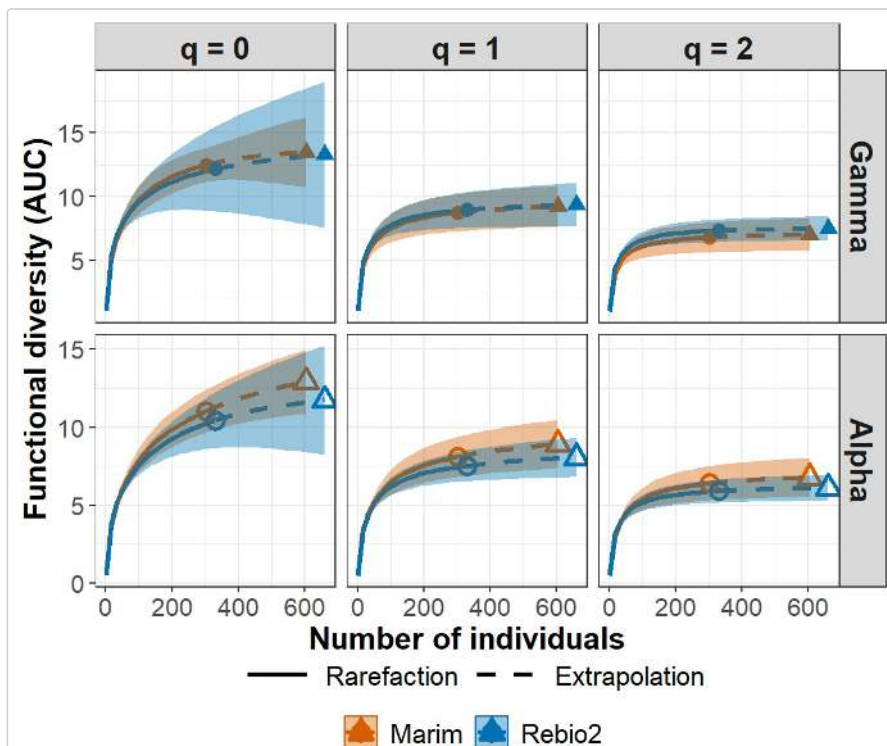 q = 0
q = 1
q = 2
Functional diversity (AUC)
15
10
5
Gamma
15
10
5
0
Alpha
0 200 400 600
0 200 400 600
0 200 400 600
Number of individuals
Rarefaction
Extrapolation
Marim
Rebio2